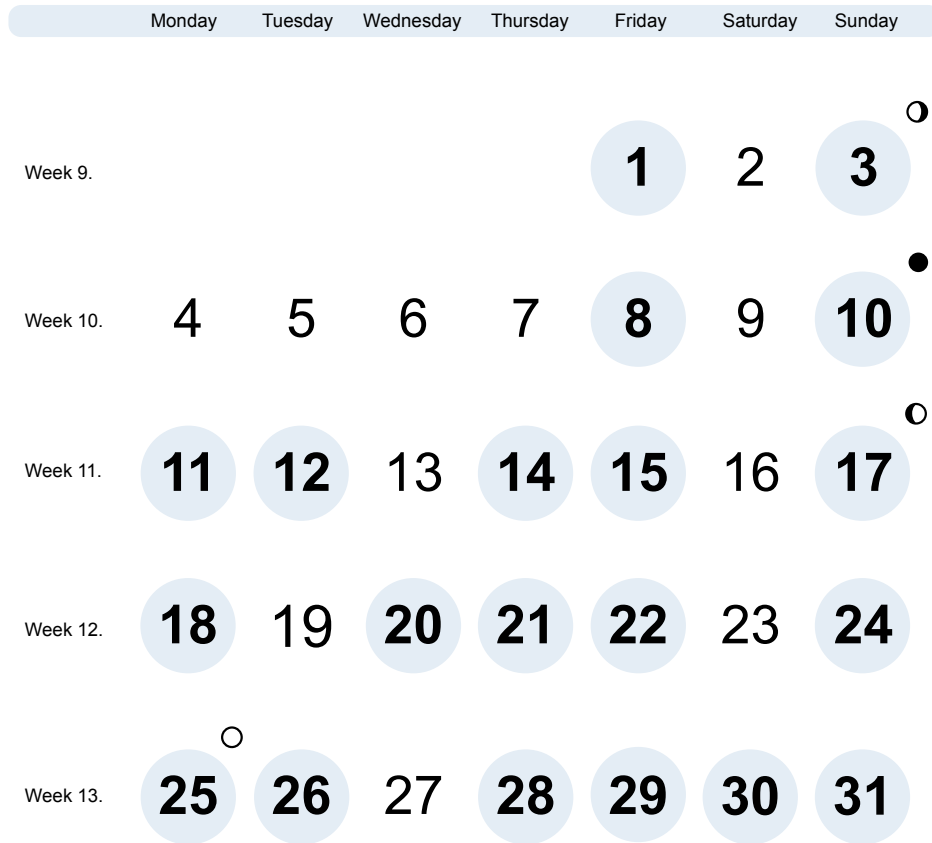 Monday Tuesday Wednesday Thursday Friday Saturday Sunday
Week 9. 1 2 3
Week 10. 4 5 6 7 8 9 10
Week 11. 11 12 13 14 15 16 17
Week 12. 18 19 20 21 22 23 24
Week 13. 25 26 27 28 29 30 31